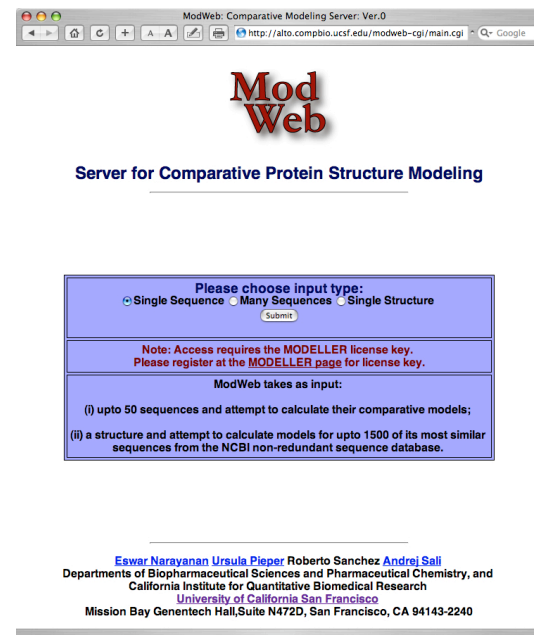 ModWeb: Comparative Modeling Server: Ver.0
A A http://alto.compbio.ucsf.edu/modweb-cgi/main.cgi Q Google
Mod
Web
Server for Comparative Protein Structure Modeling
Please choose input type:
Single Sequence Many Sequences Single Structure
Submit
Note: Access requires the MODELLER license key.
Please register at the MODELLER page for license key.
ModWeb takes as input:
(i) upto 50 sequences and attempt to calculate their comparative models;
(ii) a structure and attempt to calculate models for upto 1500 of its most similar
sequences from the NCBI non-redundant sequence database.
Eswar Narayanan Ursula Pieper Roberto Sanchez Andrej Sali
Departments of Biopharmaceutical Sciences and Pharmaceutical Chemistry, and
California Institute for Quantitative Biomedical Research
University of California San Francisco
Mission Bay Genentech Hall,Suite N472D, San Francisco, CA 94143-2240